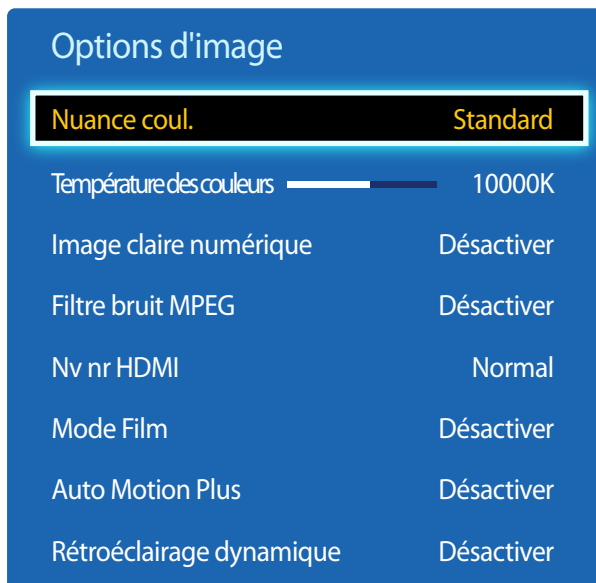 Options d'image
Nuance coul. Standard
Température des couleurs 10000K
Image claire numérique Désactiver
Filtre bruit MPEG Désactiver
Nv nr HDMI Normal
Mode Film Désactiver
Auto Motion Plus Désactiver
Rétroéclairage dynamique Désactiver